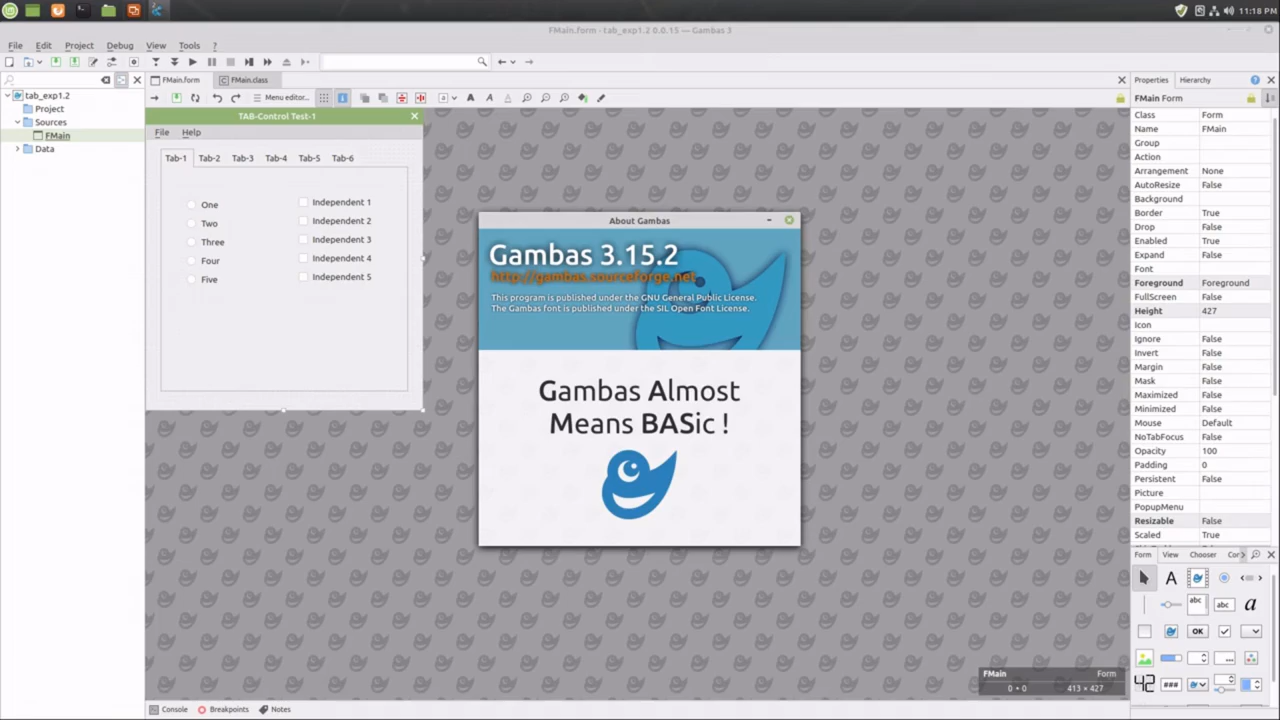 11:18 PM
FMain.form - tab_exp1.2 0.0.15 — Gambas 3
File Edit Project Debug View Tools ?
FMain.form
FMain.class
Menu editor...
tab_exp1.2
Project
Sources
FMain
Data
TAB-Control Test-1
File Help
Tab-1 Tab-2 Tab-3 Tab-4 Tab-5 Tab-6
One
Two
Three
Four
Five
Independent 1
Independent 2
Independent 3
Independent 4
Independent 5
About Gambas
Gambas 3.15.2
http://gambas.sourceforge.net
This program is published under the GNU General Public License.
The Gambas font is published under the SIL Open Font License.
Gambas Almost
Means BASic !
Properties Hierarchy
FMain Form
Class Form
Name FMain
Group
Action
Arrangement None
AutoResize False
Background
Border True
Drop False
Enabled True
Expand False
Font
Foreground Foreground
FullScreen False
Height 427
Icon
Ignore False
Invert False
Margin False
Mask False
Maximized False
Minimized False
Mouse Default
NoTabFocus False
Opacity 100
Padding 0
Persistent False
Picture
PopupMenu
Resizable False
Scaled True
Form View Chooser
A
abc abc a
OK
42 ###
FMain Form
0 • 0 413 × 427
Console Breakpoints Notes